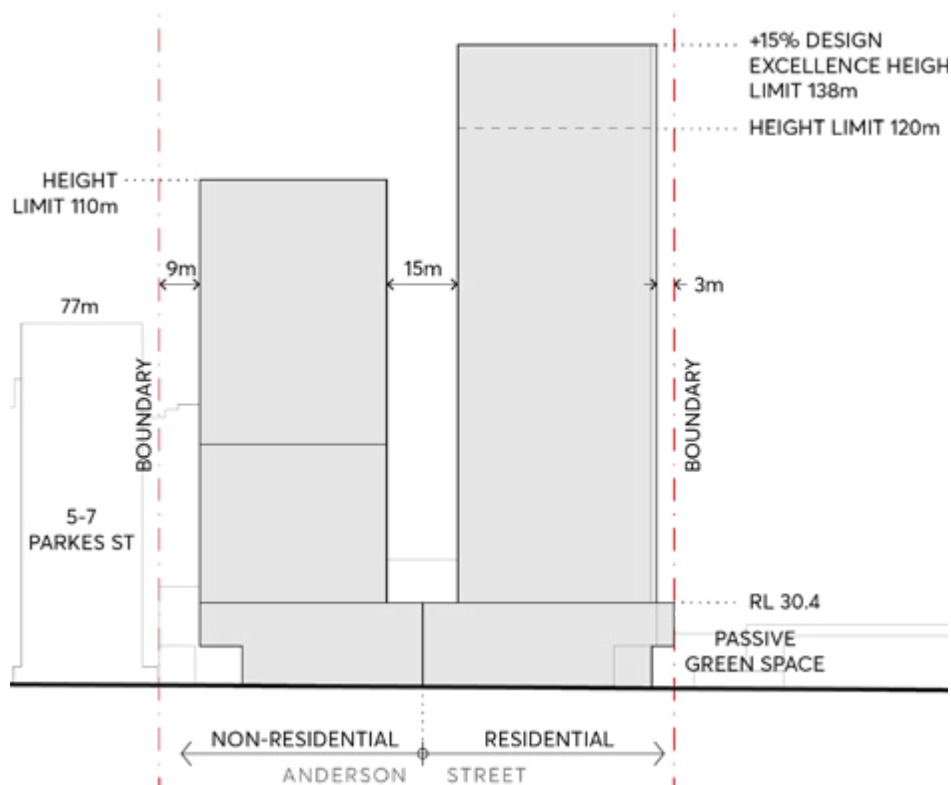 +15% DESIGN
EXCELLENCE HEIGH
LIMIT 138m
HEIGHT LIMIT 120m
HEIGHT
LIMIT 110m
9m
15m
3m
77m
BOUNDARY
BOUNDARY
5-7
PARKES ST
RL 30.4
PASSIVE
GREEN SPACE
NON-RESIDENTIAL
RESIDENTIAL
ANDERSON STREET